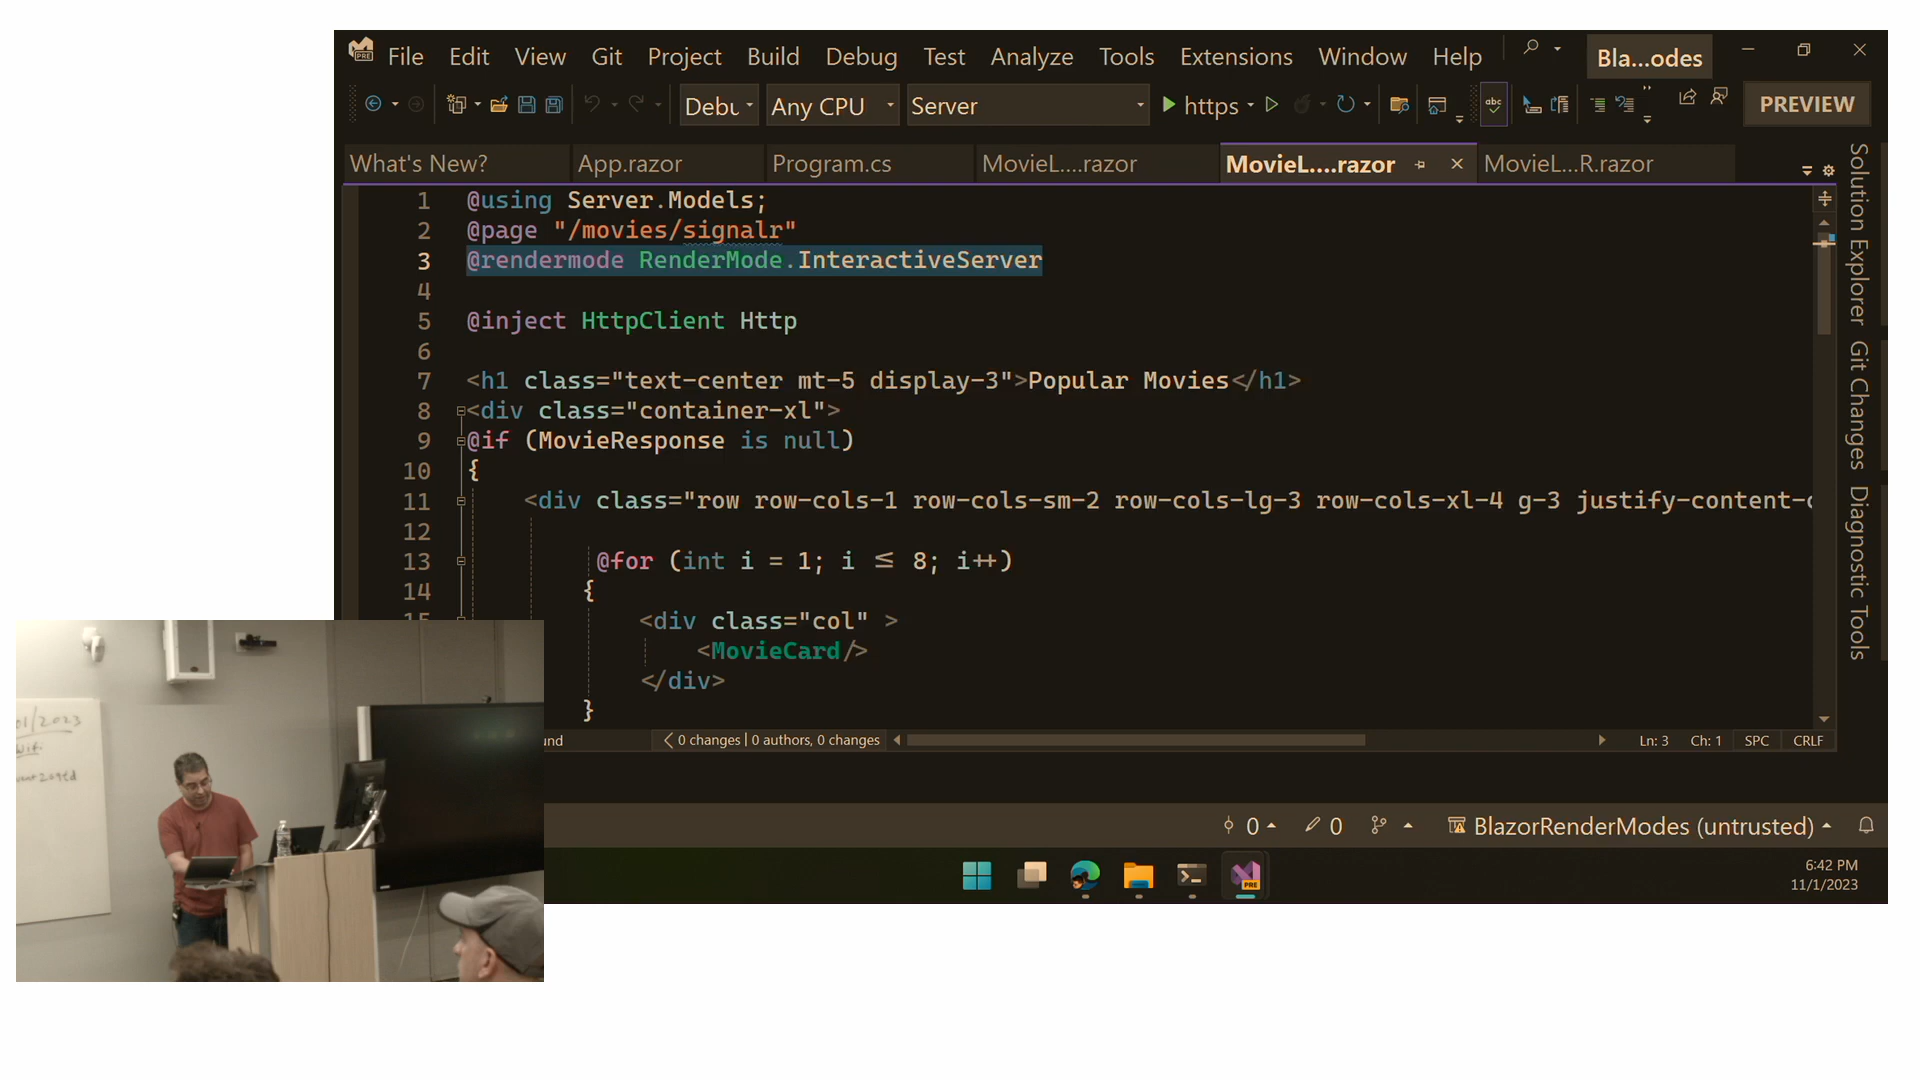 File Edit View Git Project Build Debug Test Analyze Tools Extensions Window Help Bla...odes
Debu Any CPU Server https PREVIEW
What's New? App.razor Program.cs MovieL....razor MovieL....razor MovieL...R.razor
1 @using Server.Models;
2 @page "/movies/signalr"
3 @rendermode RenderMode.InteractiveServer
4
5 @inject HttpClient Http
6
7 <h1 class="text-center mt-5 display-3">Popular Movies</h1>
8 <div class="container-xl">
9 @if (MovieResponse is null)
10 {
11 <div class="row row-cols-1 row-cols-sm-2 row-cols-lg-3 row-cols-xl-4 g-3 justify-content-c
12
13 @for (int i = 1; i ≤ 8; i++)
14 {
<div class="col" >
<MovieCard/>
</div>
}
Solution Explorer
Git Changes
Diagnostic Tools
und 0 changes | 0 authors, 0 changes Ln: 3 Ch: 1 SPC CRLF
0 0 BlazorRenderModes (untrusted)
PRE
6:42 PM
11/1/2023
01/2023